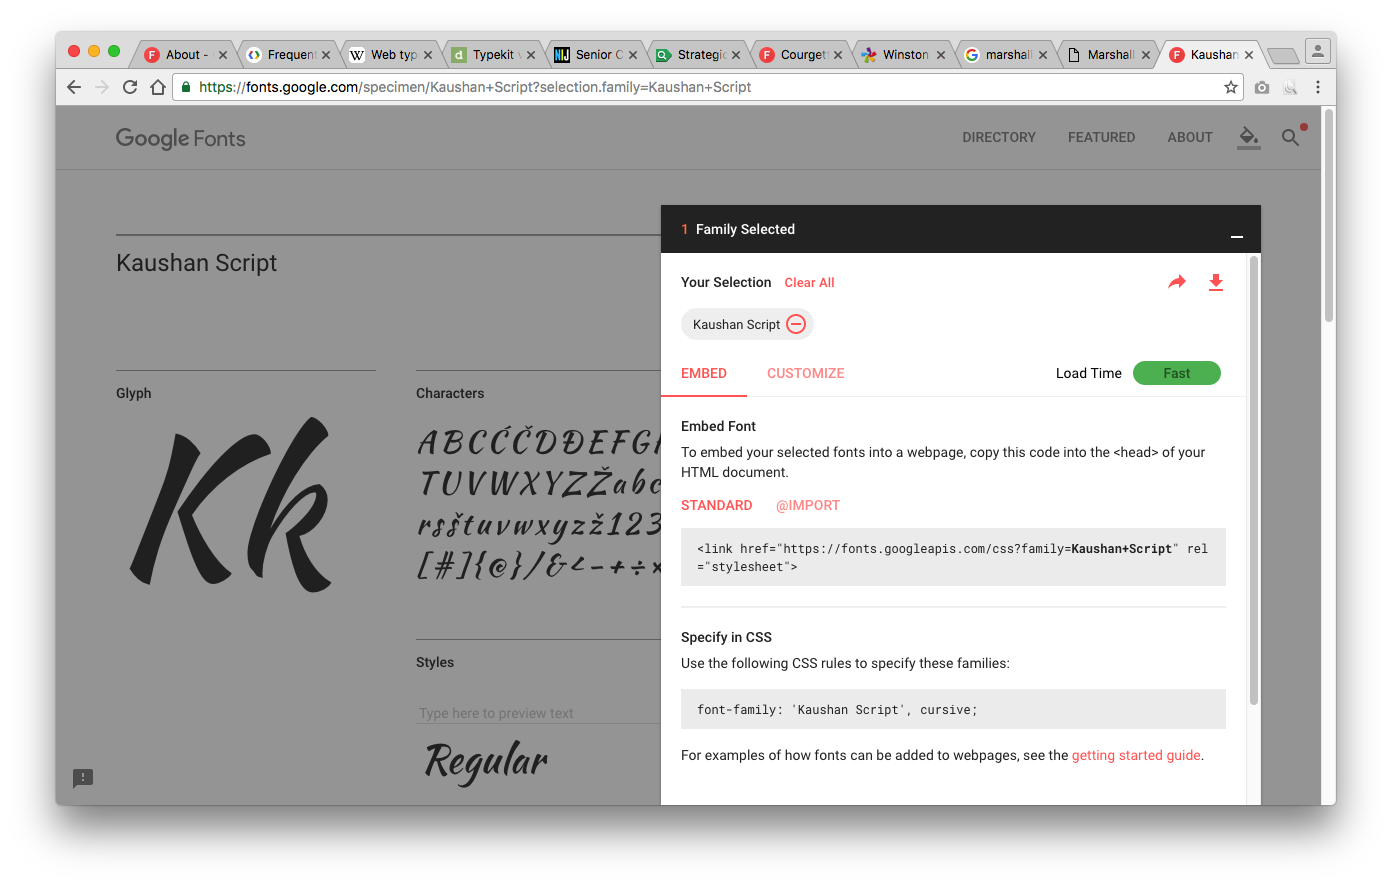 About -
Frequent
Web typ
Typekit v
Senior C
Strategic
Courgett
Winston
marshall
Marshall
Kaushan
https://fonts.google.com/specimen/Kaushan+Script?selection.family=Kaushan+Script
Google Fonts
DIRECTORY
FEATURED
ABOUT
Kaushan Script
Glyph
Kk
Characters
ABCĆČDĐEFGH
TUVWXYZŽabc
rsštuvwxyzž123
[#]{@}/&<-+÷×
Styles
Type here to preview text
Regular
1 Family Selected
Your Selection Clear All
Kaushan Script
EMBED CUSTOMIZE
Load Time Fast
Embed Font
To embed your selected fonts into a webpage, copy this code into the <head> of your
HTML document.
STANDARD @IMPORT
<link href="https://fonts.googleapis.com/css?family=Kaushan+Script" rel
="stylesheet">
Specify in CSS
Use the following CSS rules to specify these families:
font-family: 'Kaushan Script', cursive;
For examples of how fonts can be added to webpages, see the getting started guide.